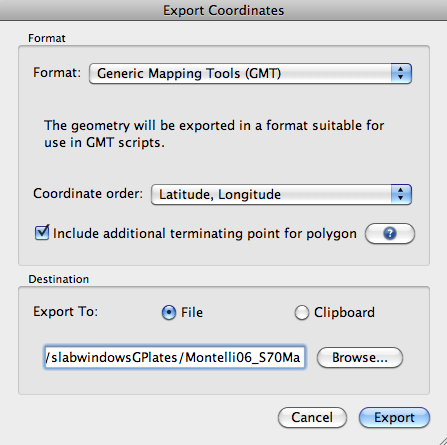 Export Coordinates
Format
Format: Generic Mapping Tools (GMT)
The geometry will be exported in a format suitable for
use in GMT scripts.
Coordinate order: Latitude, Longitude
Include additional terminating point for polygon ?
Destination
Export To: File Clipboard
/slabwindowsGPlates/Montelli06_S70Ma Browse...
Cancel Export